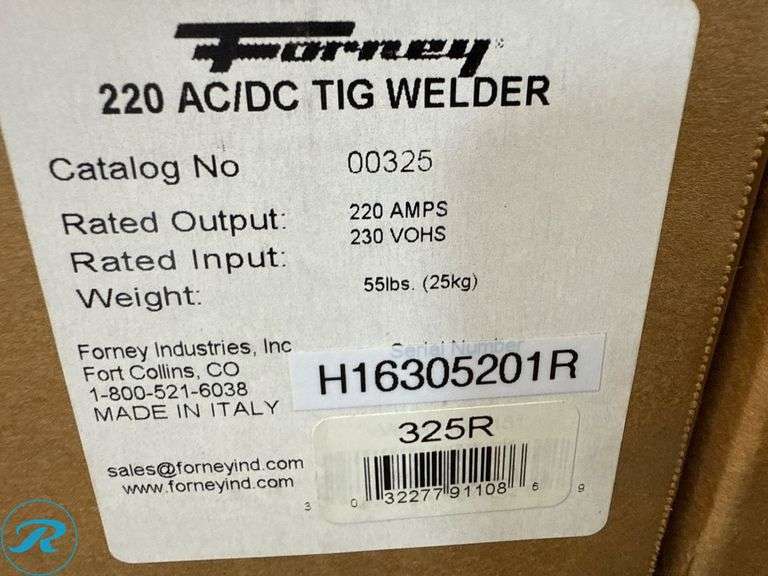 Forney
220 AC/DC TIG WELDER
Catalog No 00325
Rated Output: 220 AMPS
Rated Input: 230 VOHS
Weight: 55lbs. (25kg)
Forney Industries, Inc
Fort Collins, CO
1-800-521-6038
MADE IN ITALY
Serial Number
H16305201R
325R
sales@forneyind.com
www.forneyind.com
3 0 32277 91108 6 9
R